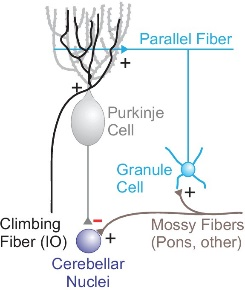 Parallel Fiber
+
+
Purkinje
Cell
Granule
Cell
+
−
+
Climbing
Fiber (IO)
Mossy Fibers
(Pons, other)
Cerebellar
Nuclei